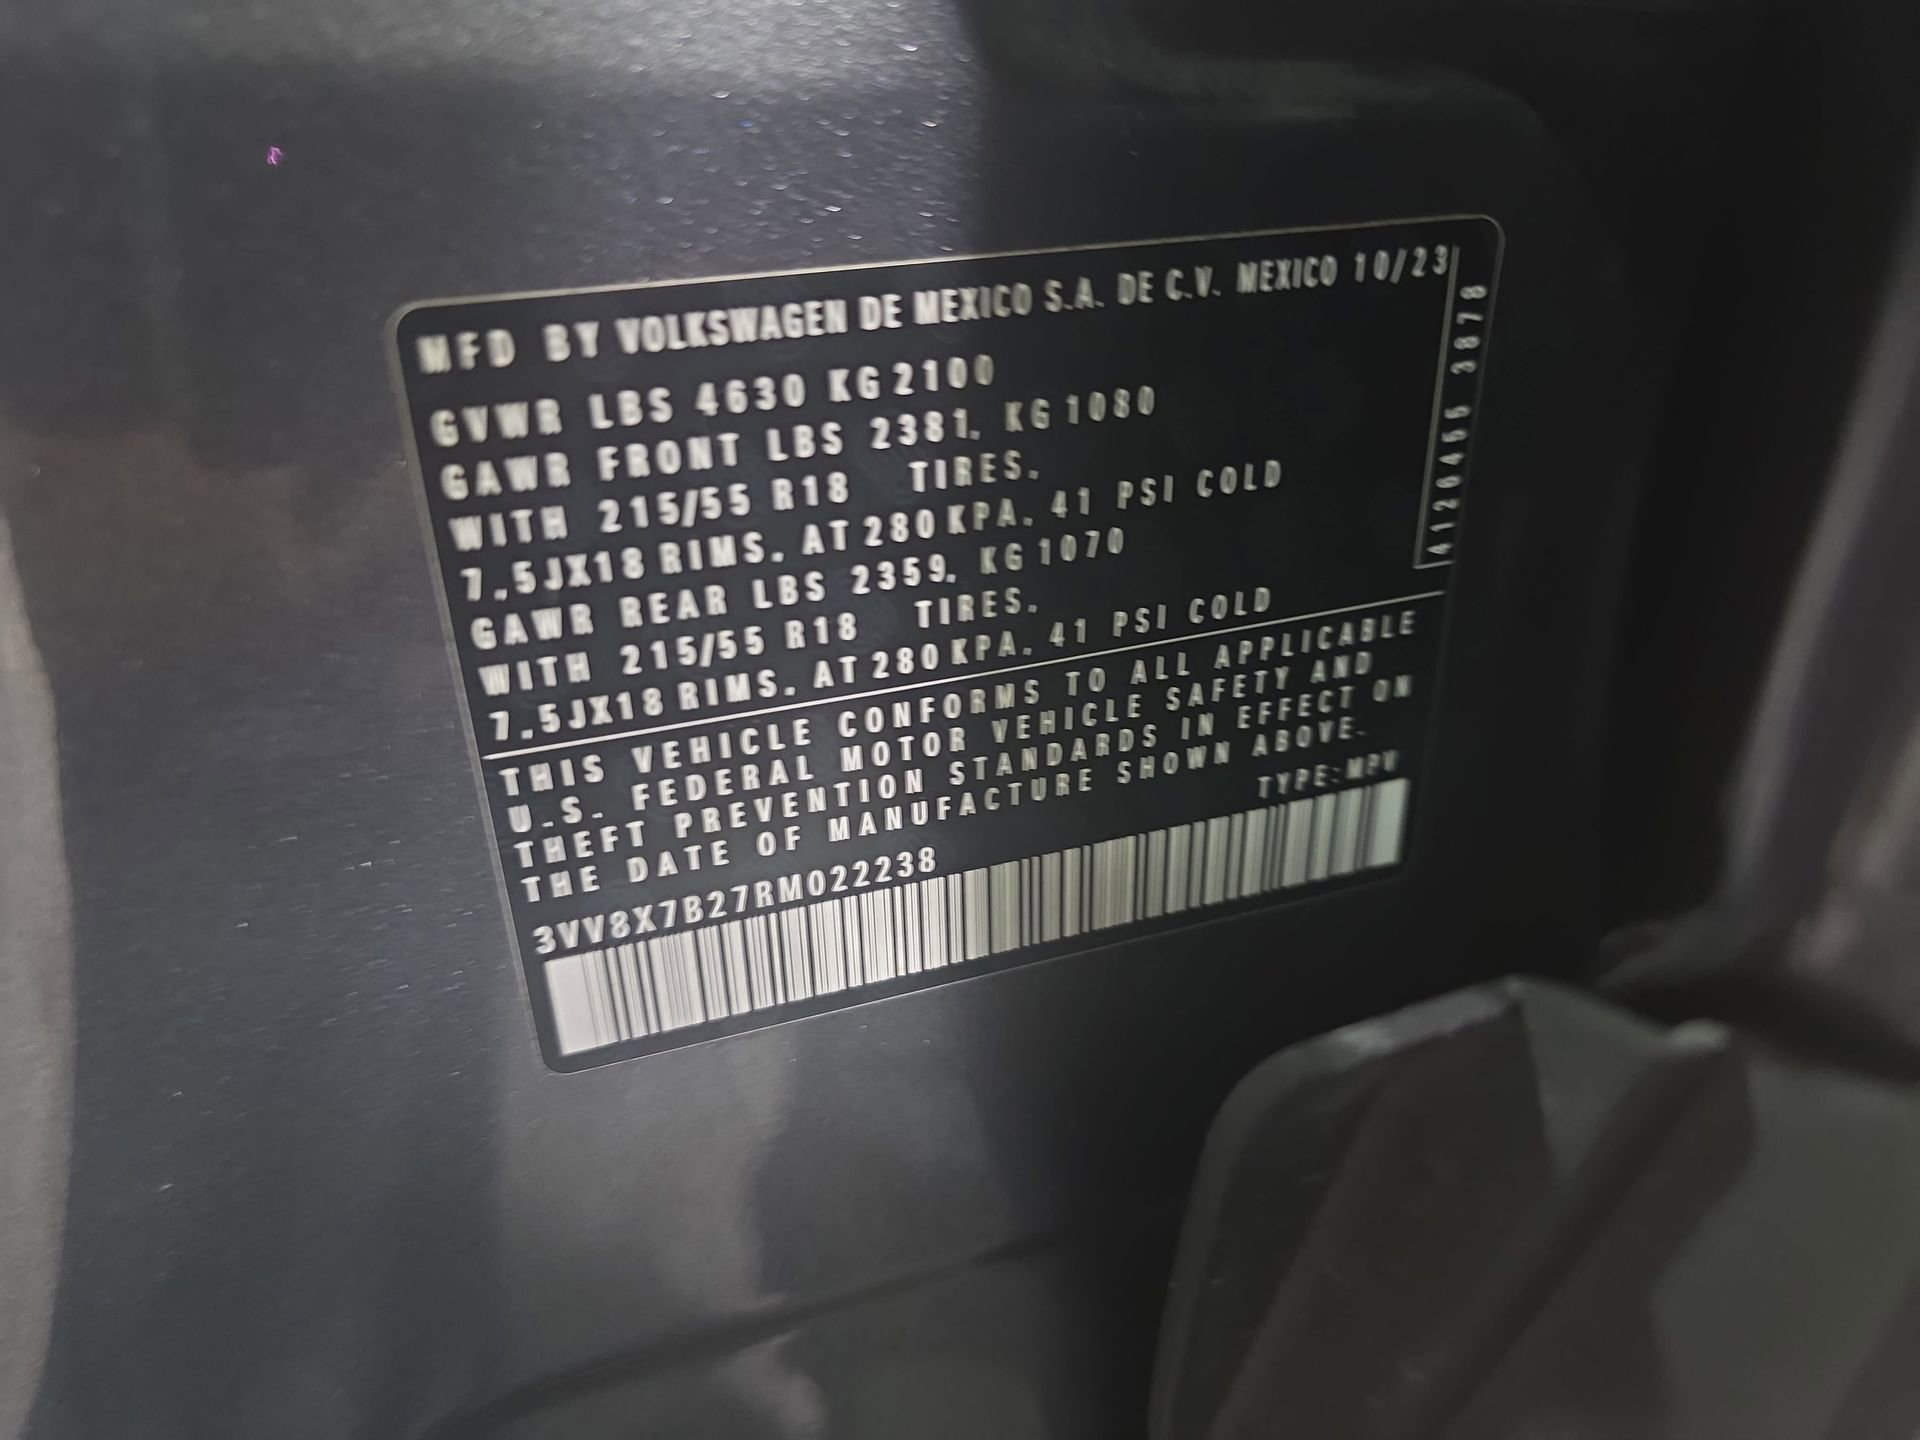 MFD BY VOLKSWAGEN DE MEXICO S.A. DE C.V. MEXICO 10/23
GVWR LBS 4630 KG 2100
GAWR FRONT LBS 2381. KG 1080
WITH 215/55 R18 TIRES.
7.5JX18 RIMS. AT 280 KPA. 41 PSI COLD
GAWR REAR LBS 2359. KG 1070
WITH 215/55 R18 TIRES.
7.5JX18 RIMS. AT 280 KPA. 41 PSI COLD
THIS VEHICLE CONFORMS TO ALL APPLICABLE
U.S. FEDERAL MOTOR VEHICLE SAFETY AND
THEFT PREVENTION STANDARDS IN EFFECT ON
THE DATE OF MANUFACTURE SHOWN ABOVE.
TYPE:MPV
3VV8X7B27RM022238
3878